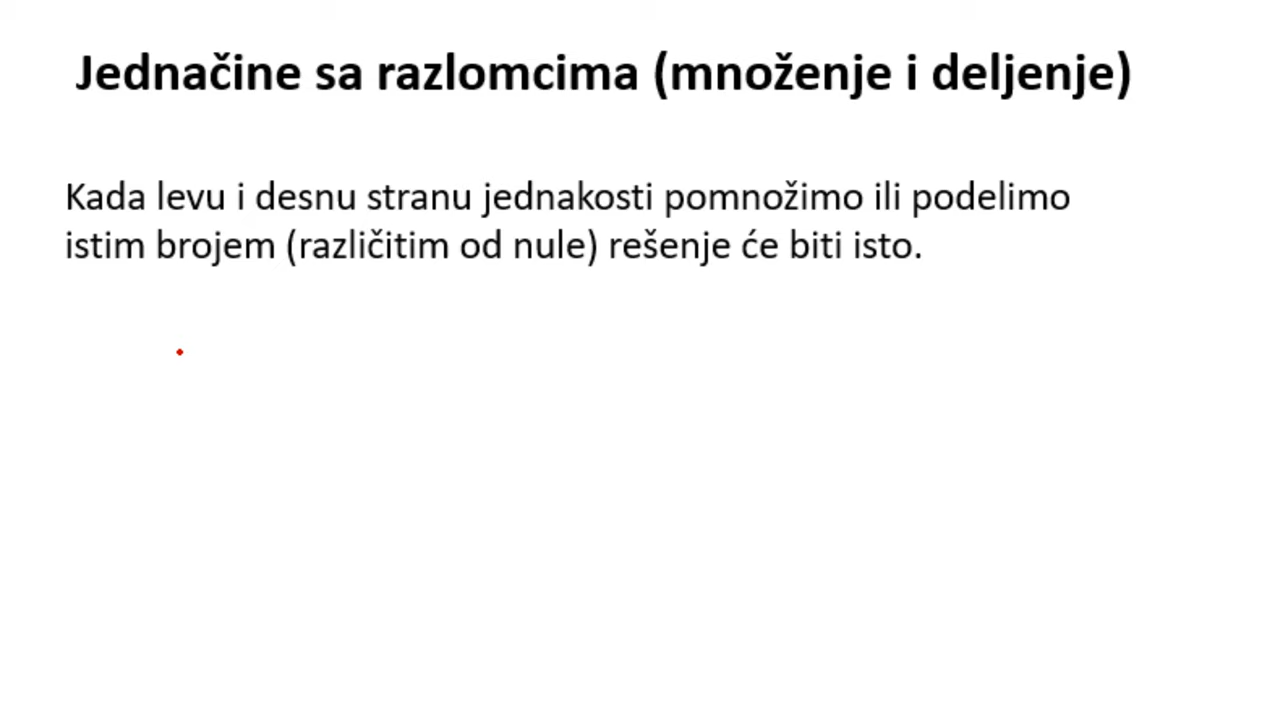 Jednačine sa razlomcima (množenje i deljenje)
Kada levu i desnu stranu jednakosti pomnožimo ili podelimo
istim brojem (različitim od nule) rešenje će biti isto.